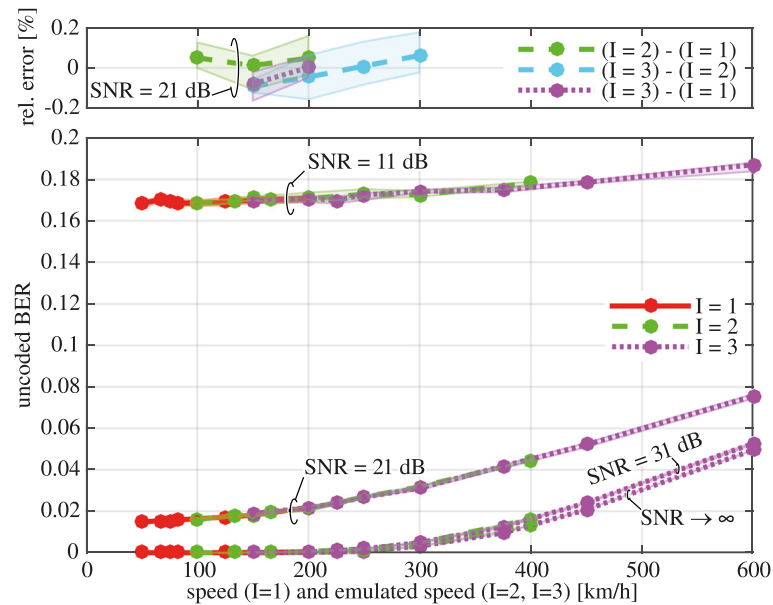 rel. error [%]
0.2
0
-0.2
SNR = 21 dB
(I = 2) - (I = 1)
(I = 3) - (I = 2)
(I = 3) - (I = 1)
uncoded BER
0.2
0.18
0.16
0.14
0.12
0.1
0.08
0.06
0.04
0.02
0
SNR = 11 dB
I = 1
I = 2
I = 3
SNR = 21 dB
SNR = 31 dB
SNR → ∞
0 100 200 300 400 500 600
speed (I=1) and emulated speed (I=2, I=3) [km/h]